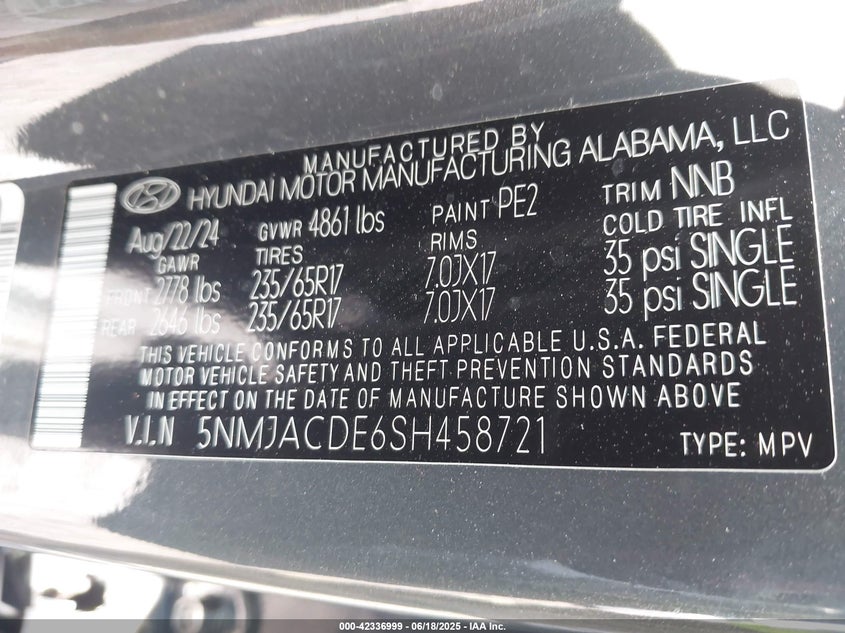 MANUFACTURED BY
HYUNDAI MOTOR MANUFACTURING ALABAMA, LLC
Aug/22/24 GVWR 4861 lbs PAINT PE2 TRIM NNB
GAWR TIRES RIMS COLD TIRE INFL
FRONT 2778 lbs 235/65R17 7.0JX17 35 psi SINGLE
REAR 2646 lbs 235/65R17 7.0JX17 35 psi SINGLE
THIS VEHICLE CONFORMS TO ALL APPLICABLE U.S.A. FEDERAL
MOTOR VEHICLE SAFETY AND THEFT PREVENTION STANDARDS
IN EFFECT ON THE DATE OF MANUFACTURE SHOWN ABOVE
V.I.N 5NMJACDE6SH458721 TYPE: MPV
000-42336999 - 06/18/2025 - IAA Inc.